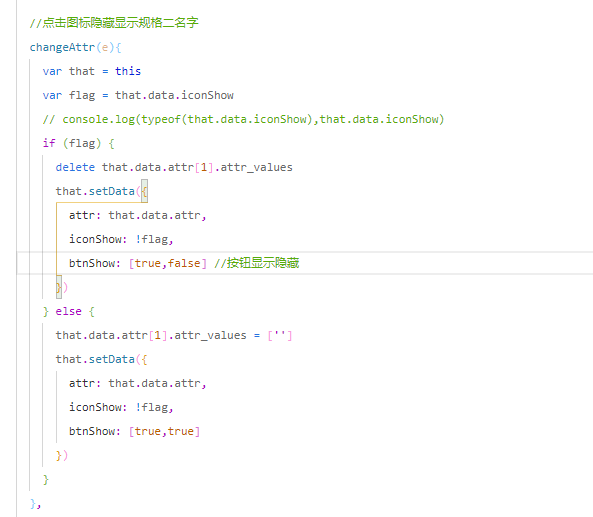 //点击图标隐藏显示规格二名字
changeAttr(e){
var that = this
var flag = that.data.iconShow
// console.log(typeof(that.data.iconShow),that.data.iconShow)
if (flag) {
delete that.data.attr[1].attr_values
that.setData({
attr: that.data.attr,
iconShow: !flag,
btnShow: [true,false] //按钮显示隐藏
})
} else {
that.data.attr[1].attr_values = ['']
that.setData({
attr: that.data.attr,
iconShow: !flag,
btnShow: [true,true]
})
}
},